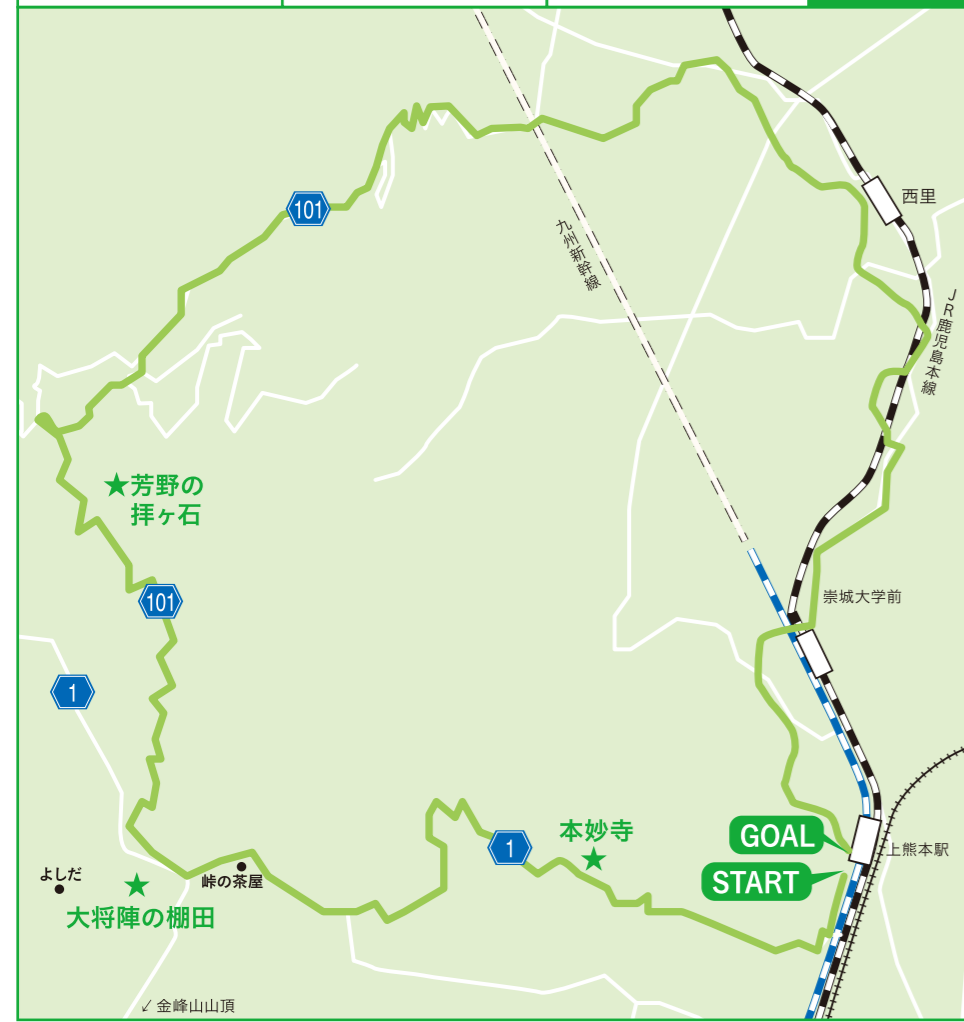 西里
101
九州新幹線
JR鹿児島本線
★芳野の
拝ヶ石
101
崇城大学前
1
本妙寺
1
GOAL
上熊本駅
START
よしだ
峠の茶屋
大将陣の棚田
↙金峰山山頂